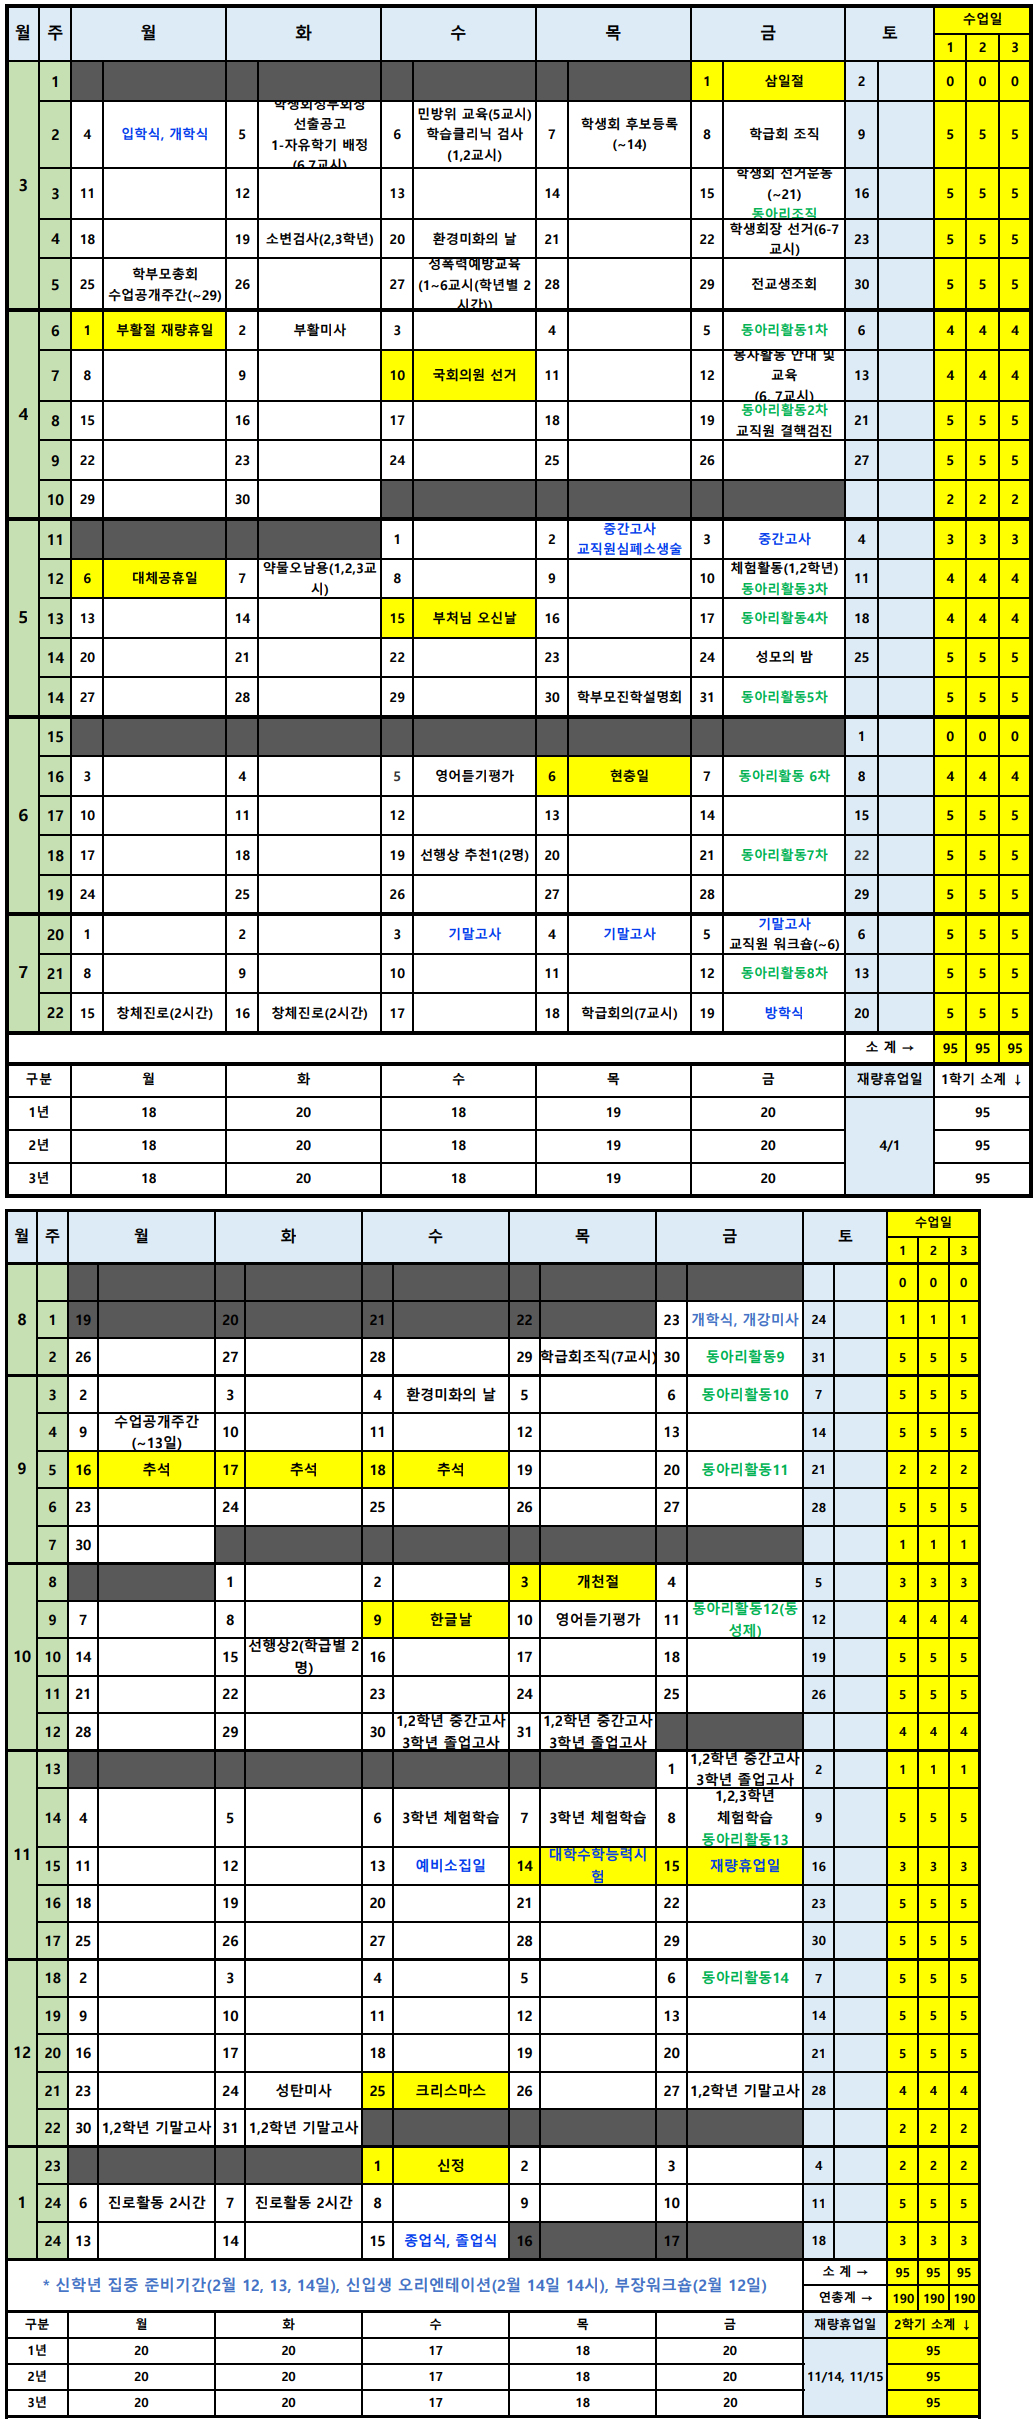 월 주 월 화 수 목 금 토 수업일
1 2 3
3
1 1 삼일절 2 0 0 0
2 4 입학식, 개학식 5 학생회장부회장 6 민방위 교육(5교시) 7 학생회 후보등록 8 학급회 조직 9 5 5 5
선출공고 학습클리닉 검사 (~14)
1-자유학기 배정 (1,2교시)
(6,7교시)
3 11 12 13 14 15 학생회 선거운동 16 5 5 5
(~21)
동아리조직
4 18 19 소변검사(2,3학년) 20 환경미화의 날 21 22 학생회장 선거(6-7 23 5 5 5
교시)
5 25 학부모총회 26 27 성폭력예방교육 28 29 전교생조회 30 5 5 5
수업공개주간(~29) (1~6교시(학년별 2
시간))
4
6 1 부활절 재량휴일 2 부활미사 3 4 5 동아리활동1차 6 4 4 4
7 8 9 10 국회의원 선거 11 12 봉사활동 안내 및 13 4 4 4
교육
(6, 7교시)
8 15 16 17 18 19 동아리활동2차 21 5 5 5
교직원 결핵검진
9 22 23 24 25 26 27 5 5 5
10 29 30 2 2 2
5
11 1 2 중간고사 3 중간고사 4 3 3 3
교직원심폐소생술
12 6 대체공휴일 7 약물오남용(1,2,3교 8 9 10 체험활동(1,2학년) 11 4 4 4
시) 동아리활동3차
13 13 14 15 부처님 오신날 16 17 동아리활동4차 18 4 4 4
14 20 21 22 23 24 성모의 밤 25 5 5 5
14 27 28 29 30 학부모진학설명회 31 동아리활동5차 5 5 5
6
15 1 0 0 0
16 3 4 5 영어듣기평가 6 현충일 7 동아리활동 6차 8 4 4 4
17 10 11 12 13 14 15 5 5 5
18 17 18 19 선행상 추천1(2명) 20 21 동아리활동7차 22 5 5 5
19 24 25 26 27 28 29 5 5 5
7
20 1 2 3 기말고사 4 기말고사 5 기말고사 6 5 5 5
교직원 워크숍(~6)
21 8 9 10 11 12 동아리활동8차 13 5 5 5
22 15 창체진로(2시간) 16 창체진로(2시간) 17 18 학급회의(7교시) 19 방학식 20 5 5 5
소 계 → 95 95 95
구분 월 화 수 목 금 재량휴업일 1학기 소계 ↓
1년 18 20 18 19 20 95
2년 18 20 18 19 20 4/1 95
3년 18 20 18 19 20 95
월 주 월 화 수 목 금 토 수업일
1 2 3
0 0 0
8
1 19 20 21 22 23 개학식, 개강미사 24 1 1 1
2 26 27 28 29 학급회조직(7교시) 30 동아리활동9 31 5 5 5
9
3 2 3 4 환경미화의 날 5 6 동아리활동10 7 5 5 5
4 9 수업공개주간 10 11 12 13 14 5 5 5
(~13일)
5 16 추석 17 추석 18 추석 19 20 동아리활동11 21 2 2 2
6 23 24 25 26 27 28 5 5 5
7 30 1 1 1
10
8 1 2 3 개천절 4 5 3 3 3
9 7 8 9 한글날 10 영어듣기평가 11 동아리활동12(동 12 4 4 4
성제)
10 14 15 선행상2(학급별 2 16 17 18 19 5 5 5
명)
11 21 22 23 24 25 26 5 5 5
12 28 29 30 1,2학년 중간고사 31 1,2학년 중간고사 4 4 4
3학년 졸업고사 3학년 졸업고사
11
13 1 1,2학년 중간고사 2 1 1 1
3학년 졸업고사
14 4 5 6 3학년 체험학습 7 3학년 체험학습 8 1,2,3학년 9 5 5 5
체험학습
동아리활동13
15 11 12 13 예비소집일 14 대학수학능력시 15 재량휴업일 16 3 3 3
험
16 18 19 20 21 22 23 5 5 5
17 25 26 27 28 29 30 5 5 5
12
18 2 3 4 5 6 동아리활동14 7 5 5 5
19 9 10 11 12 13 14 5 5 5
20 16 17 18 19 20 21 5 5 5
21 23 24 성탄미사 25 크리스마스 26 27 1,2학년 기말고사 28 4 4 4
22 30 1,2학년 기말고사 31 1,2학년 기말고사 2 2 2
1
23 1 신정 2 3 4 2 2 2
24 6 진로활동 2시간 7 진로활동 2시간 8 9 10 11 5 5 5
24 13 14 15 종업식, 졸업식 16 17 18 3 3 3
* 신학년 집중 준비기간(2월 12, 13, 14일), 신입생 오리엔테이션(2월 14일 14시), 부장워크숍(2월 12일) 소 계 → 95 95 95
연총계 → 190 190 190
구분 월 화 수 목 금 재량휴업일 2학기 소계 ↓
1년 20 20 17 18 20 95
2년 20 20 17 18 20 11/14, 11/15 95
3년 20 20 17 18 20 95